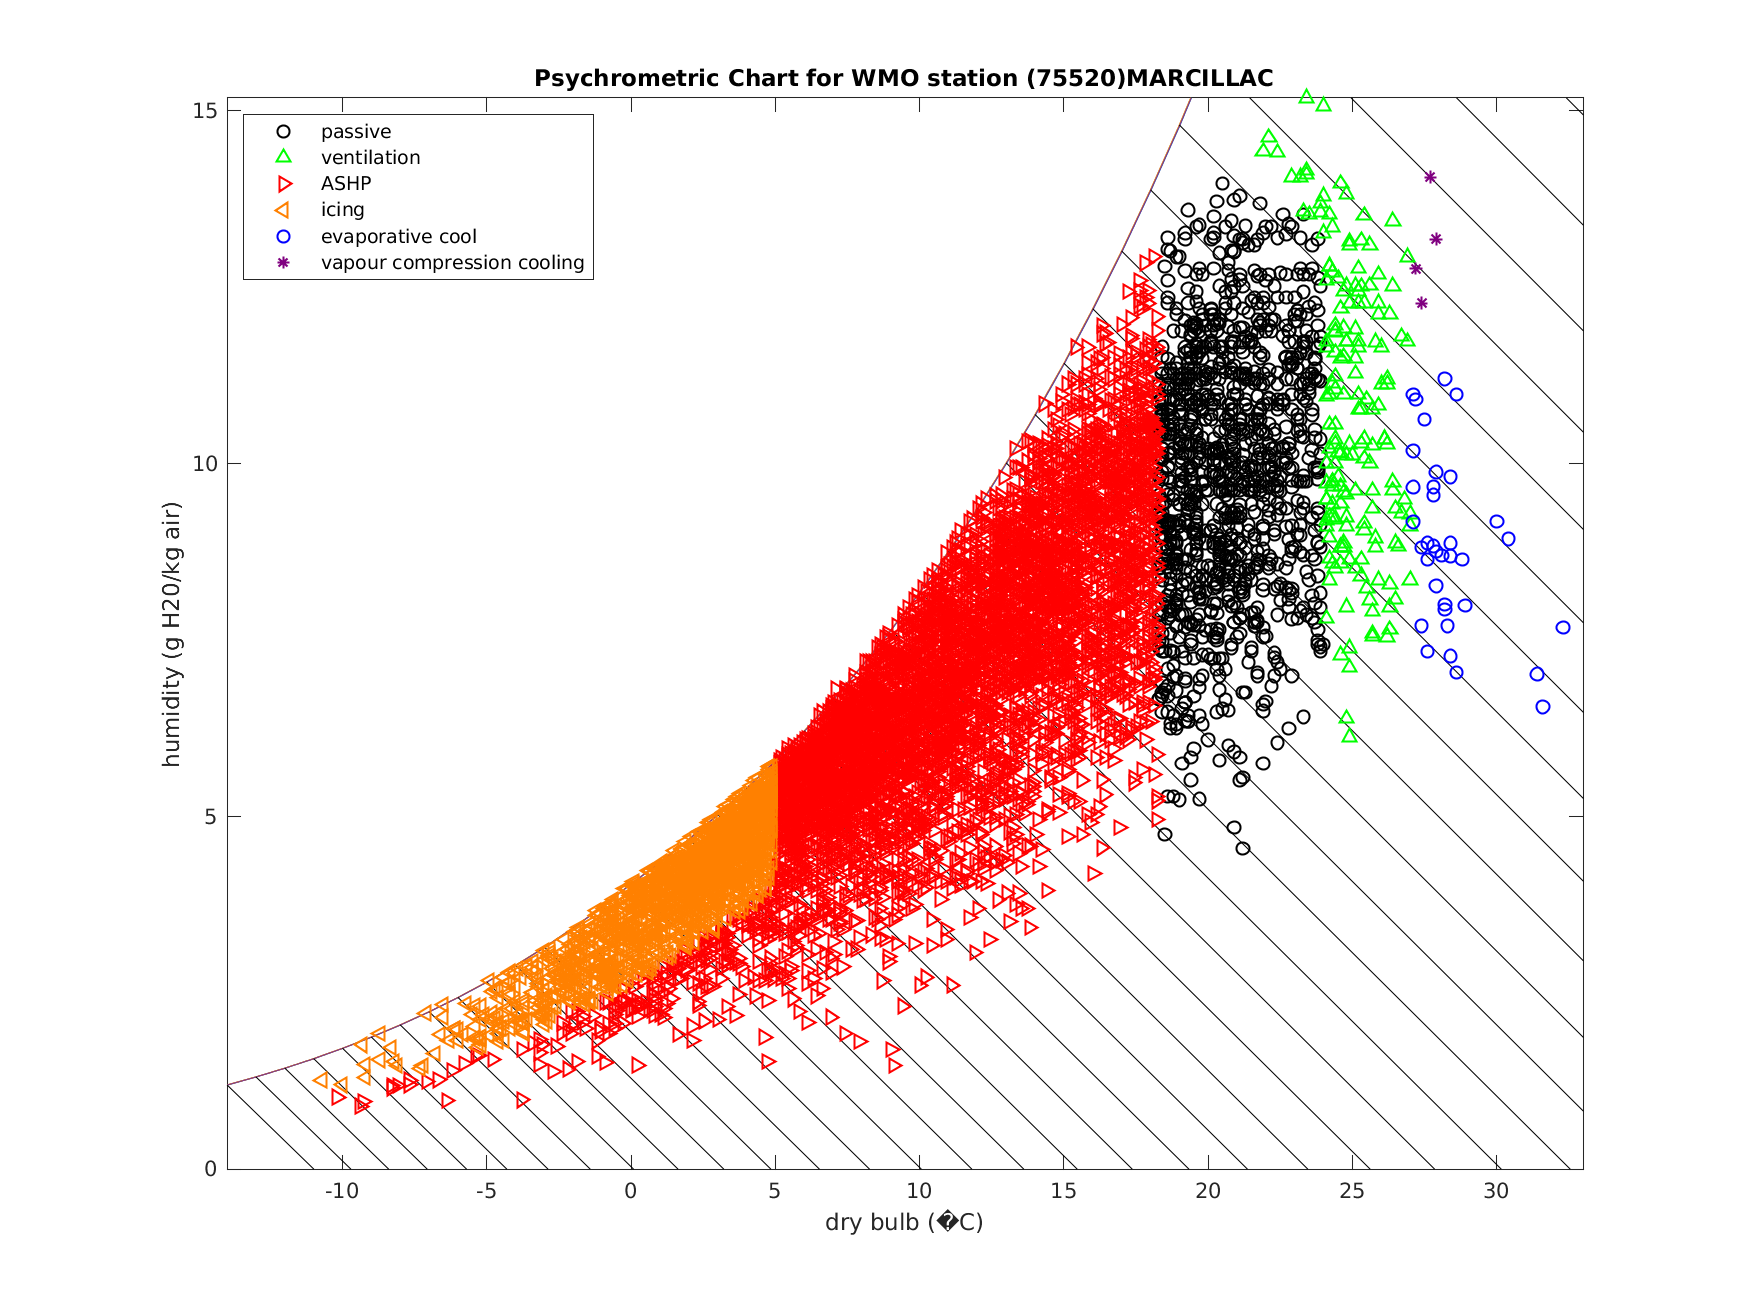 Psychrometric Chart for WMO station (75520)MARCILLAC
passive
ventilation
ASHP
icing
evaporative cool
vapour compression cooling
15
10
5
0
humidity (g H20/kg air)
-10 -5 0 5 10 15 20 25 30
dry bulb (�C)